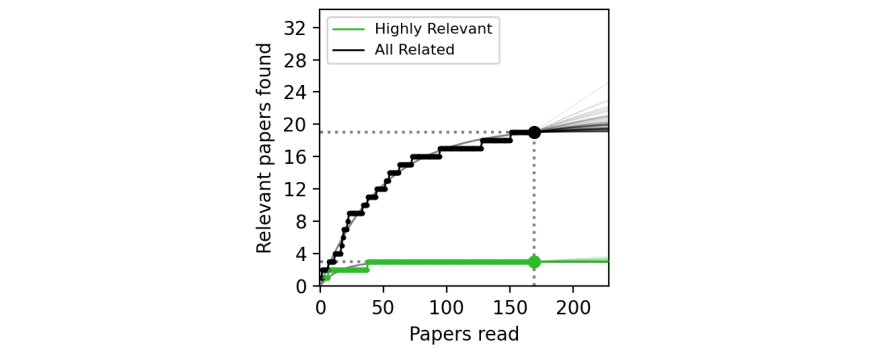 Highly Relevant
All Related
Relevant papers found
32
28
24
20
16
12
8
4
0
0 50 100 150 200
Papers read